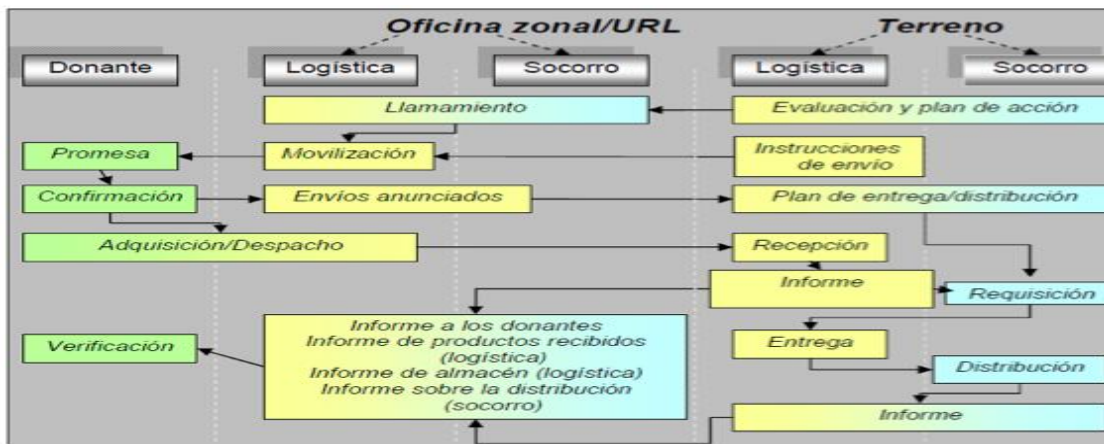 Oficina zonal/URL Terreno
Donante Logística Socorro Logística Socorro
Llamamiento Evaluación y plan de acción
Promesa Movilización Instrucciones
de envío
Confirmación Envíos anunciados Plan de entrega/distribución
Adquisición/Despacho Recepción
Informe
Requisición
Informe a los donantes
Informe de productos recibidos
(logística)
Informe de almacén (logística)
Informe sobre la distribución
(socorro)
Verificación
Entrega
Distribución
Informe